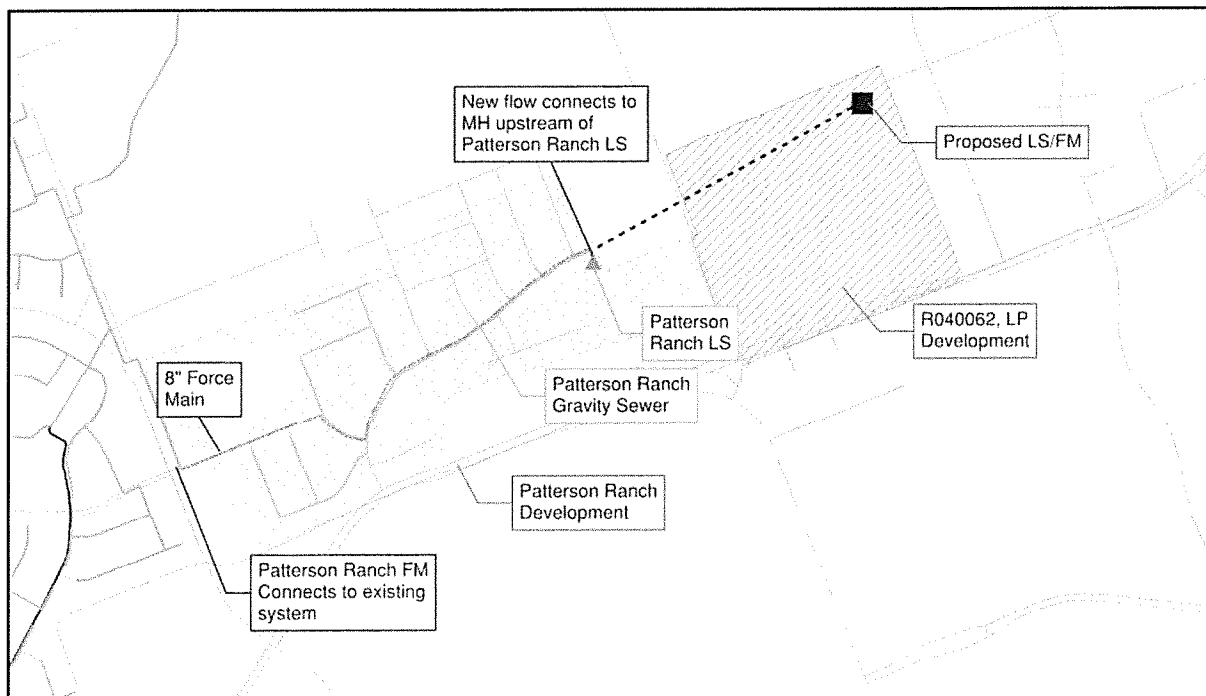 New flow connects to
MH upstream of
Patterson Ranch LS
Proposed LS/FM
Patterson
Ranch LS
R040062, LP
Development
8" Force
Main
Patterson Ranch
Gravity Sewer
Patterson Ranch
Development
Patterson Ranch FM
Connects to existing
system